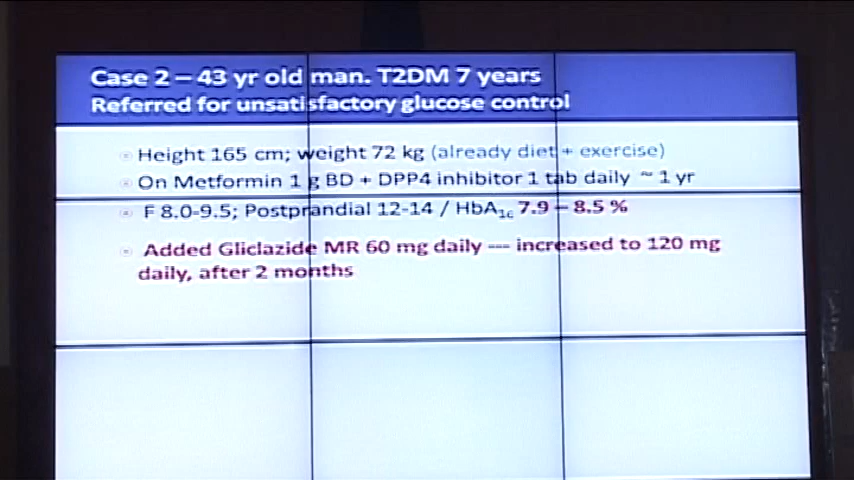 Case 2 – 43 yr old man. T2DM 7 years
Referred for unsatisfactory glucose control
Height 165 cm; weight 72 kg (already diet + exercise)
On Metformin 1 g BD + DPP4 inhibitor 1 tab daily ~ 1 yr
F 8.0-9.5; Postprandial 12-14 / HbA1c 7.9 – 8.5 %
Added Gliclazide MR 60 mg daily --- increased to 120 mg
daily, after 2 months